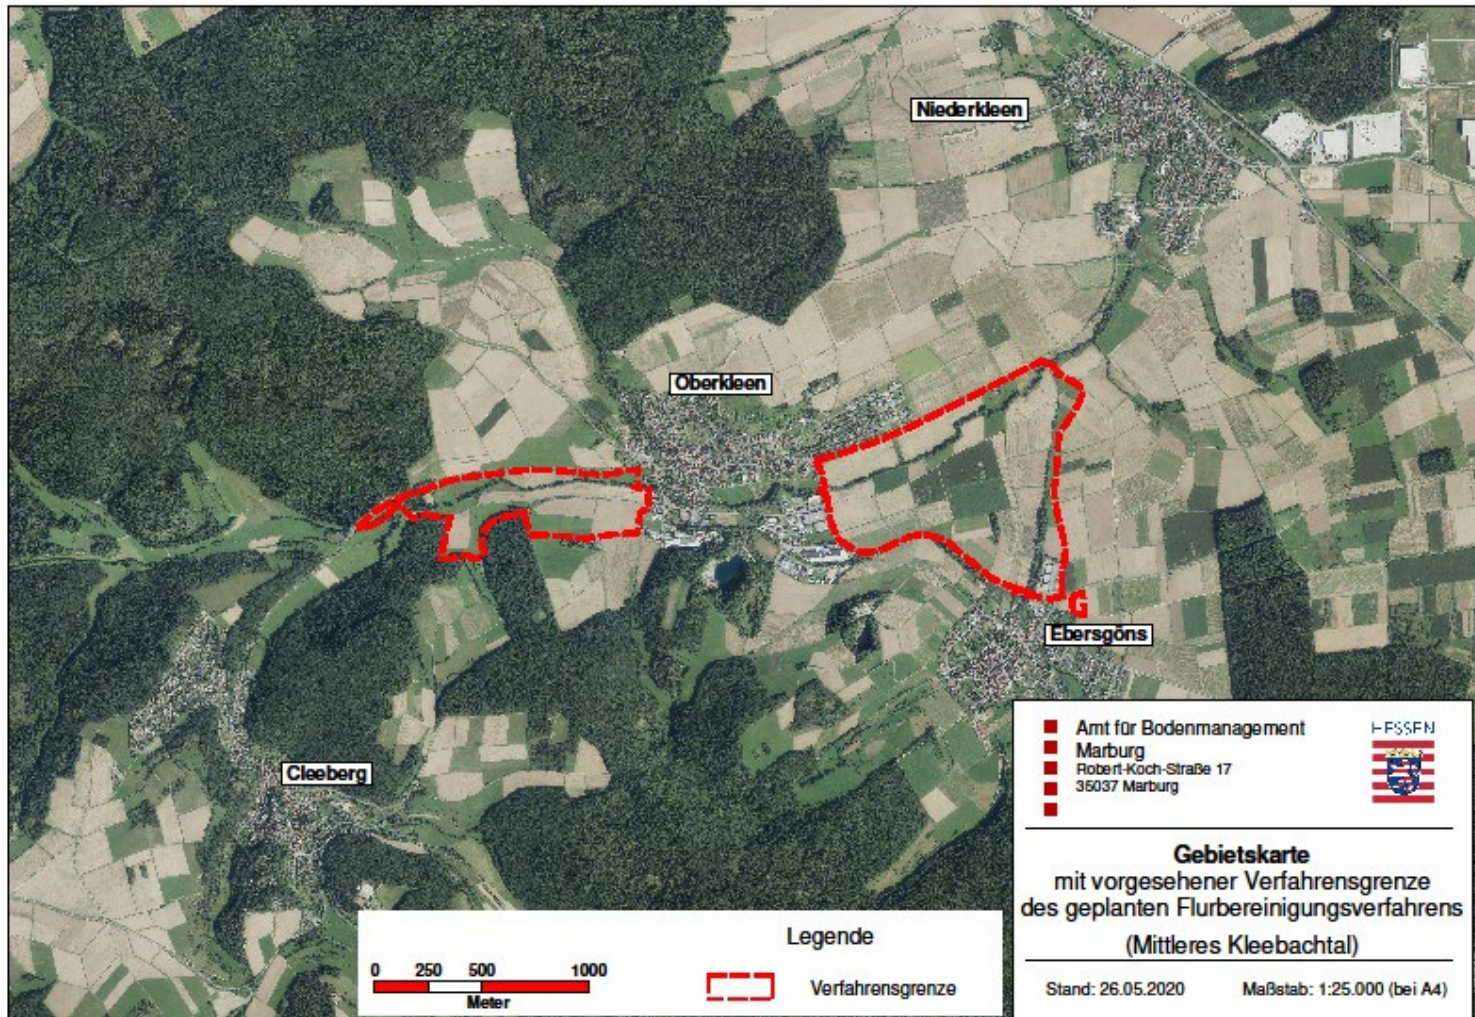 Niederkleen
Oberkleen
G
Ebersgöns
Cleeberg
Amt für Bodenmanagement
Marburg
Robert-Koch-Straße 17
35037 Marburg
HESSEN
Gebietskarte
mit vorgesehener Verfahrensgrenze
des geplanten Flurbereinigungsverfahrens
(Mittleres Kleebachtal)
Stand: 26.05.2020 Maßstab: 1:25.000 (bei A4)
Legende
0 250 500 1000
Meter
Verfahrensgrenze